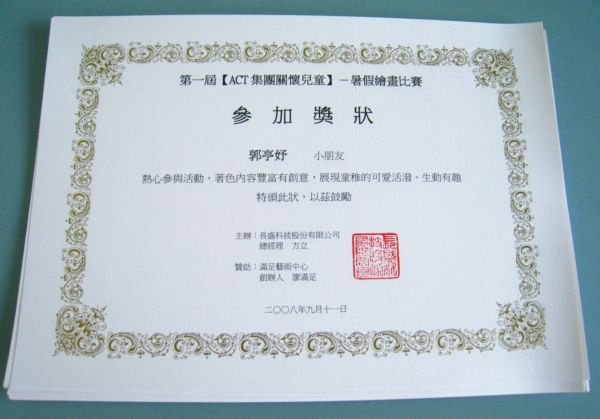 第一屆【ACT集團關懷兒童】－暑假繪畫比賽
參加獎狀
郭亭妤 小朋友
熱心參與活動，著色內容豐富有創意，展現童稚的可愛活潑、生動有趣
特頒此狀，以茲鼓勵
主辦：長盛科技股份有限公司
總經理 方立
贊助：滿足藝術中心
創辦人 廖滿足
二〇〇八年九月十一日